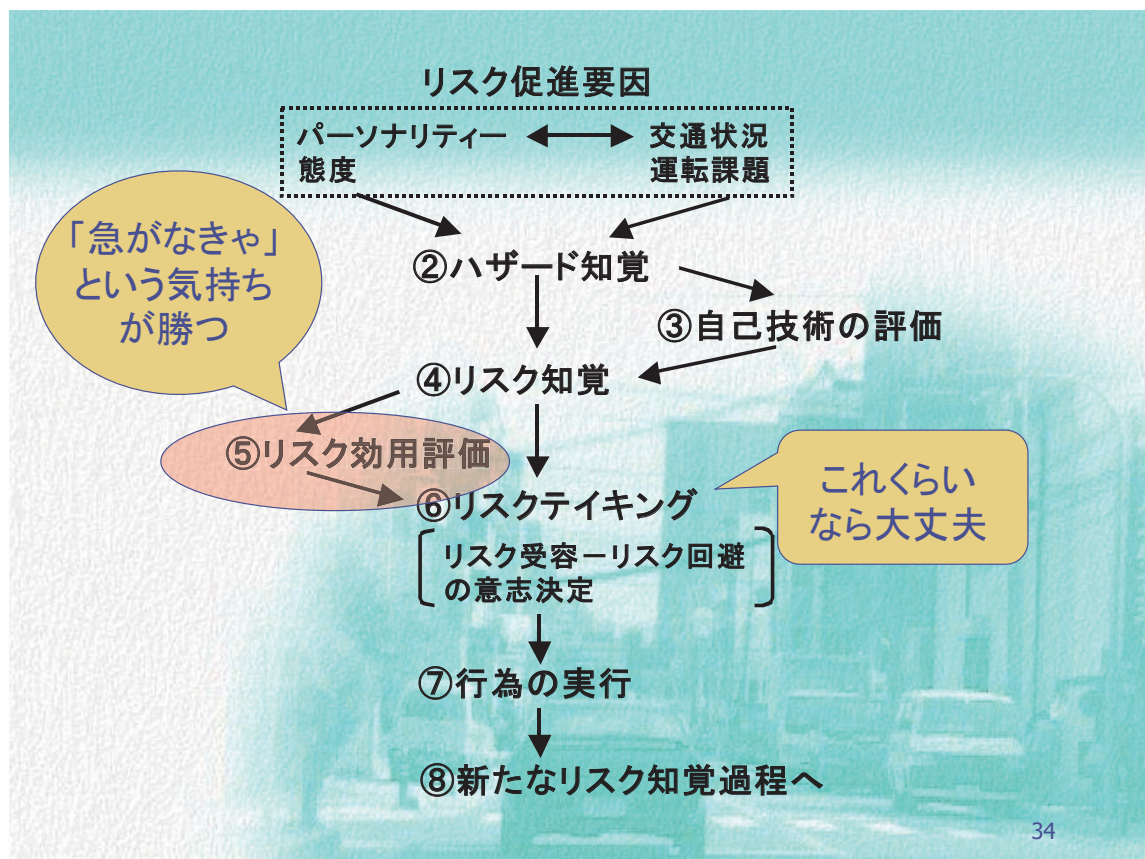 リスク促進要因
パーソナリティー
態度
交通状況
運転課題
「急がなきゃ」
という気持ち
が勝つ
②ハザード知覚
③自己技術の評価
④リスク知覚
⑤リスク効用評価
⑥リスクテイキング
リスク受容－リスク回避
の意志決定
これくらい
なら大丈夫
⑦行為の実行
⑧新たなリスク知覚過程へ
34